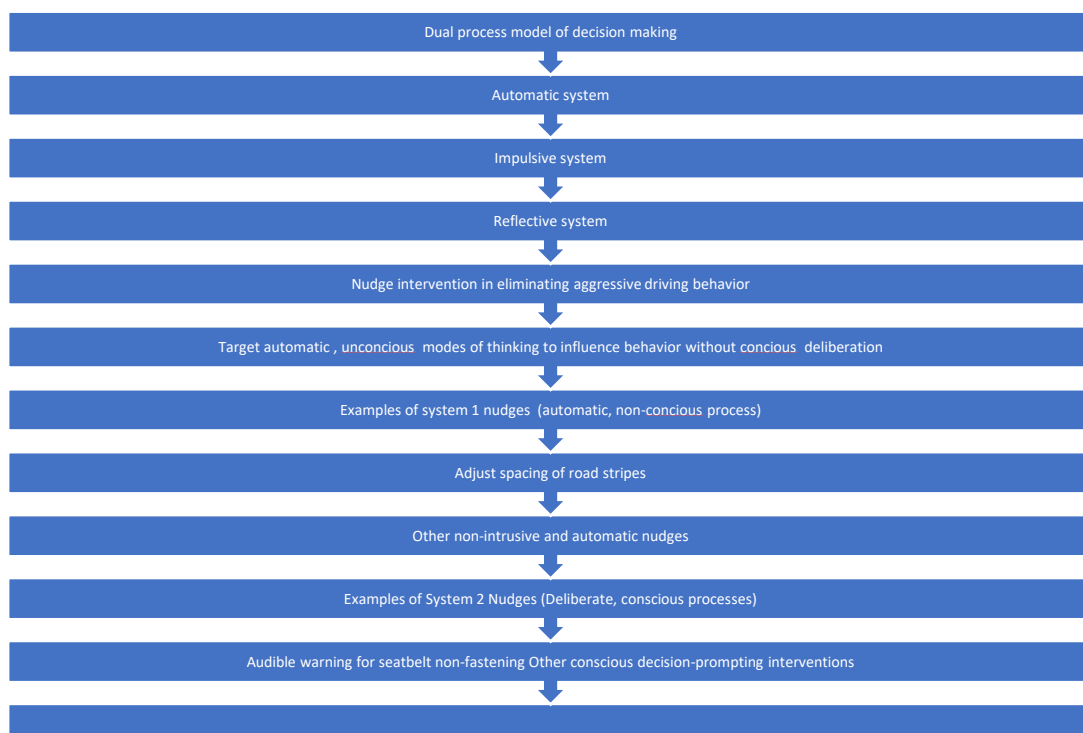 Dual process model of decision making
Automatic system
Impulsive system
Reflective system
Nudge intervention in eliminating aggressive driving behavior
Target automatic , unconcious modes of thinking to influence behavior without concious deliberation
Examples of system 1 nudges (automatic, non-concious process)
Adjust spacing of road stripes
Other non-intrusive and automatic nudges
Examples of System 2 Nudges (Deliberate, conscious processes)
Audible warning for seatbelt non-fastening Other conscious decision-prompting interventions